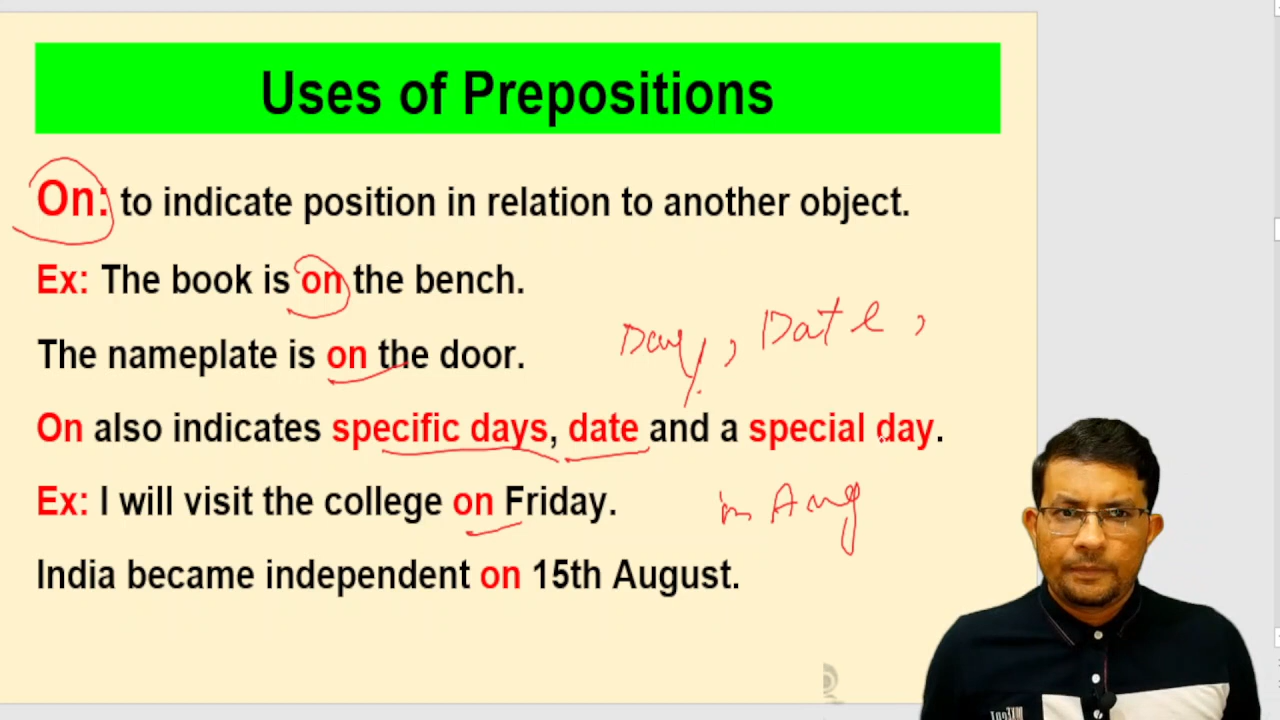 Uses of Prepositions
On: to indicate position in relation to another object.
Ex: The book is on the bench.
Day, Date,
The nameplate is on the door.
On also indicates specific days, date and a special day.
Ex: I will visit the college on Friday.
in Aug
India became independent on 15th August.